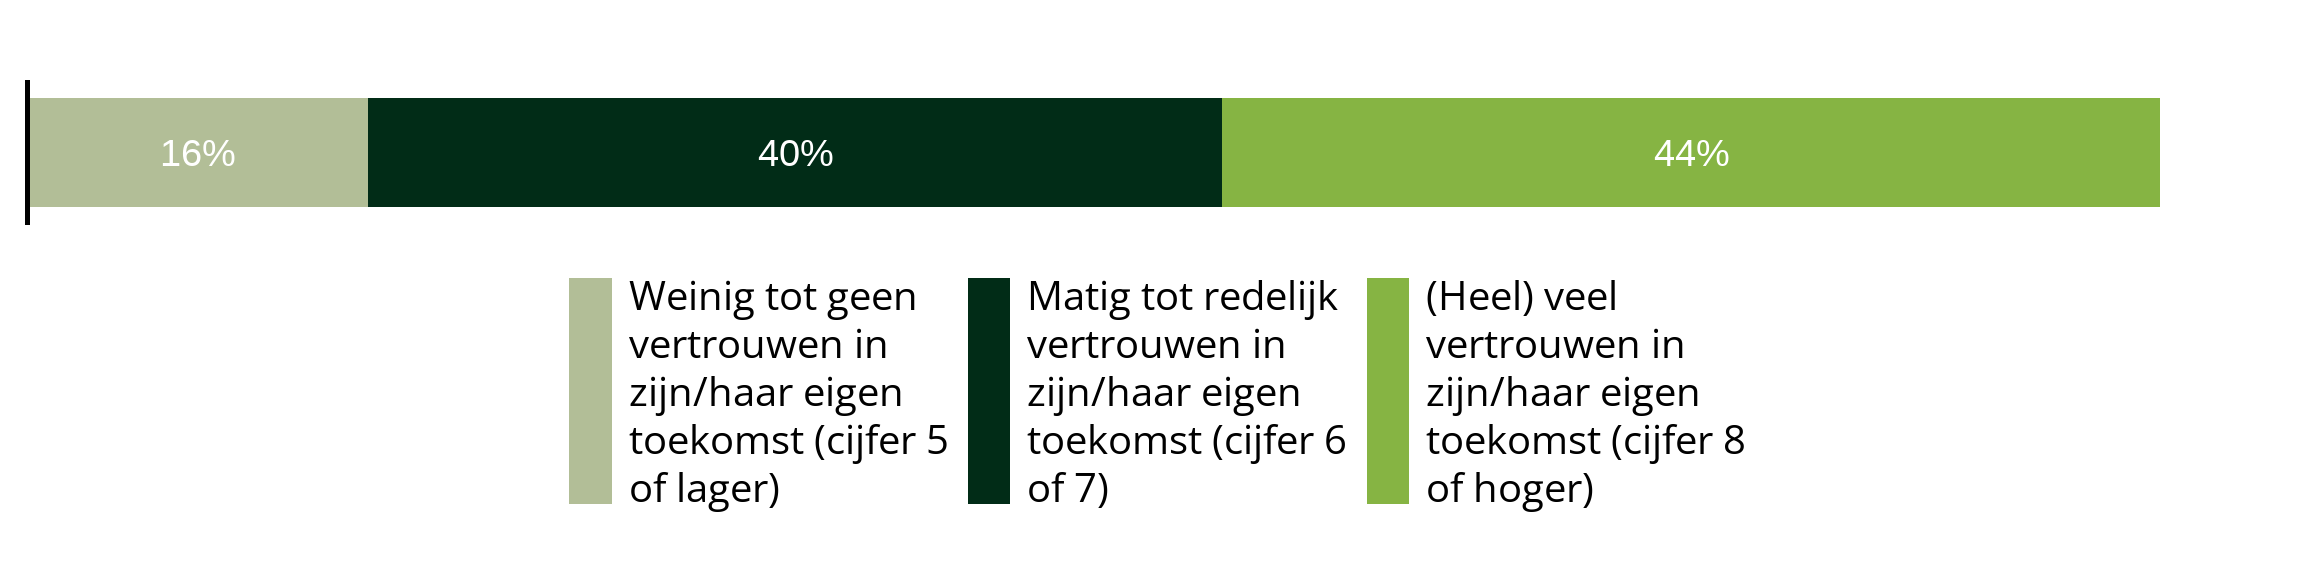 16%
40%
44%
Weinig tot geen
vertrouwen in
zijn/haar eigen
toekomst (cijfer 5
of lager)
Matig tot redelijk
vertrouwen in
zijn/haar eigen
toekomst (cijfer 6
of 7)
(Heel) veel
vertrouwen in
zijn/haar eigen
toekomst (cijfer 8
of hoger)